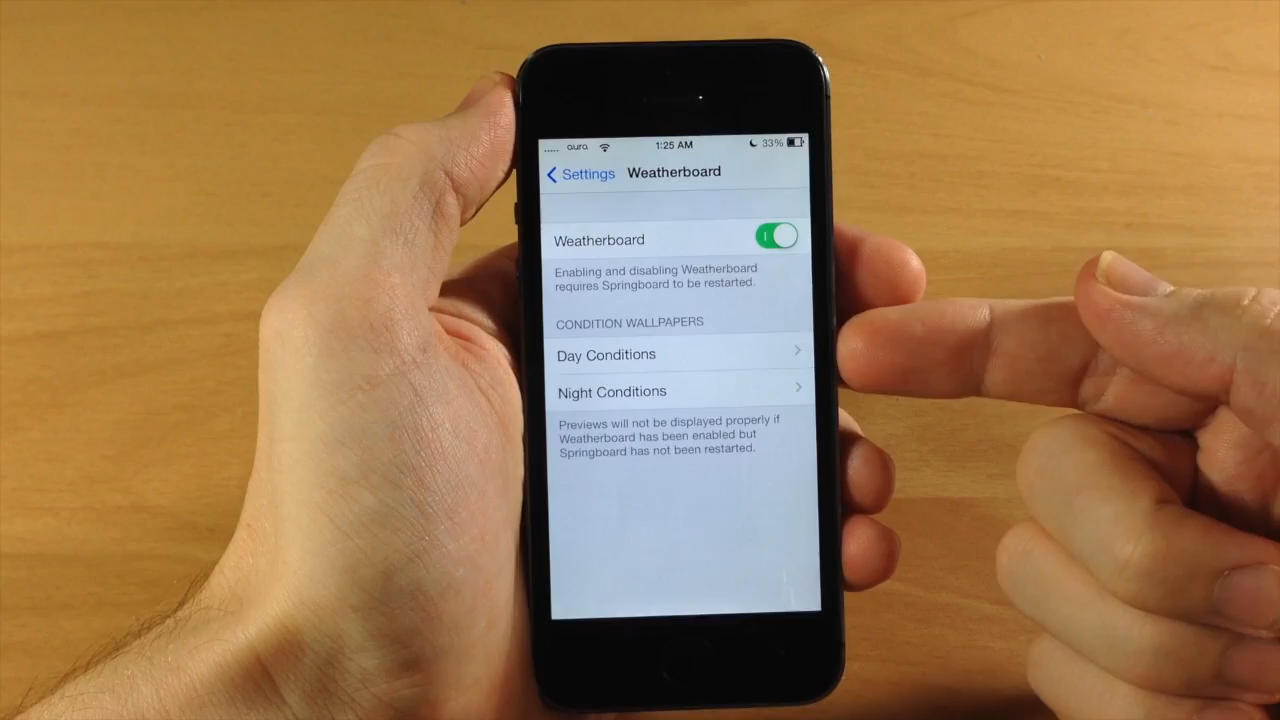 aura 1:25 AM 33%
Settings Weatherboard
Weatherboard
Enabling and disabling Weatherboard
requires Springboard to be restarted.
CONDITION WALLPAPERS
Day Conditions
Night Conditions
Previews will not be displayed properly if
Weatherboard has been enabled but
Springboard has not been restarted.